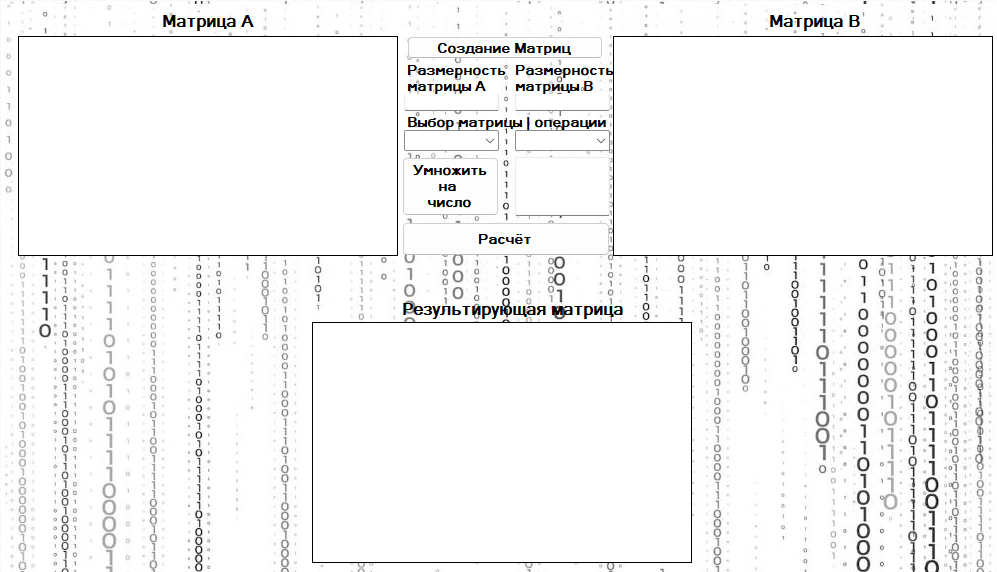 Матрица А
Матрица В
Создание Матриц
Размерность
матрицы А
Размерность
матрицы В
Выбор матрицы | операции
Умножить
на
число
Расчёт
Результирующая матрица